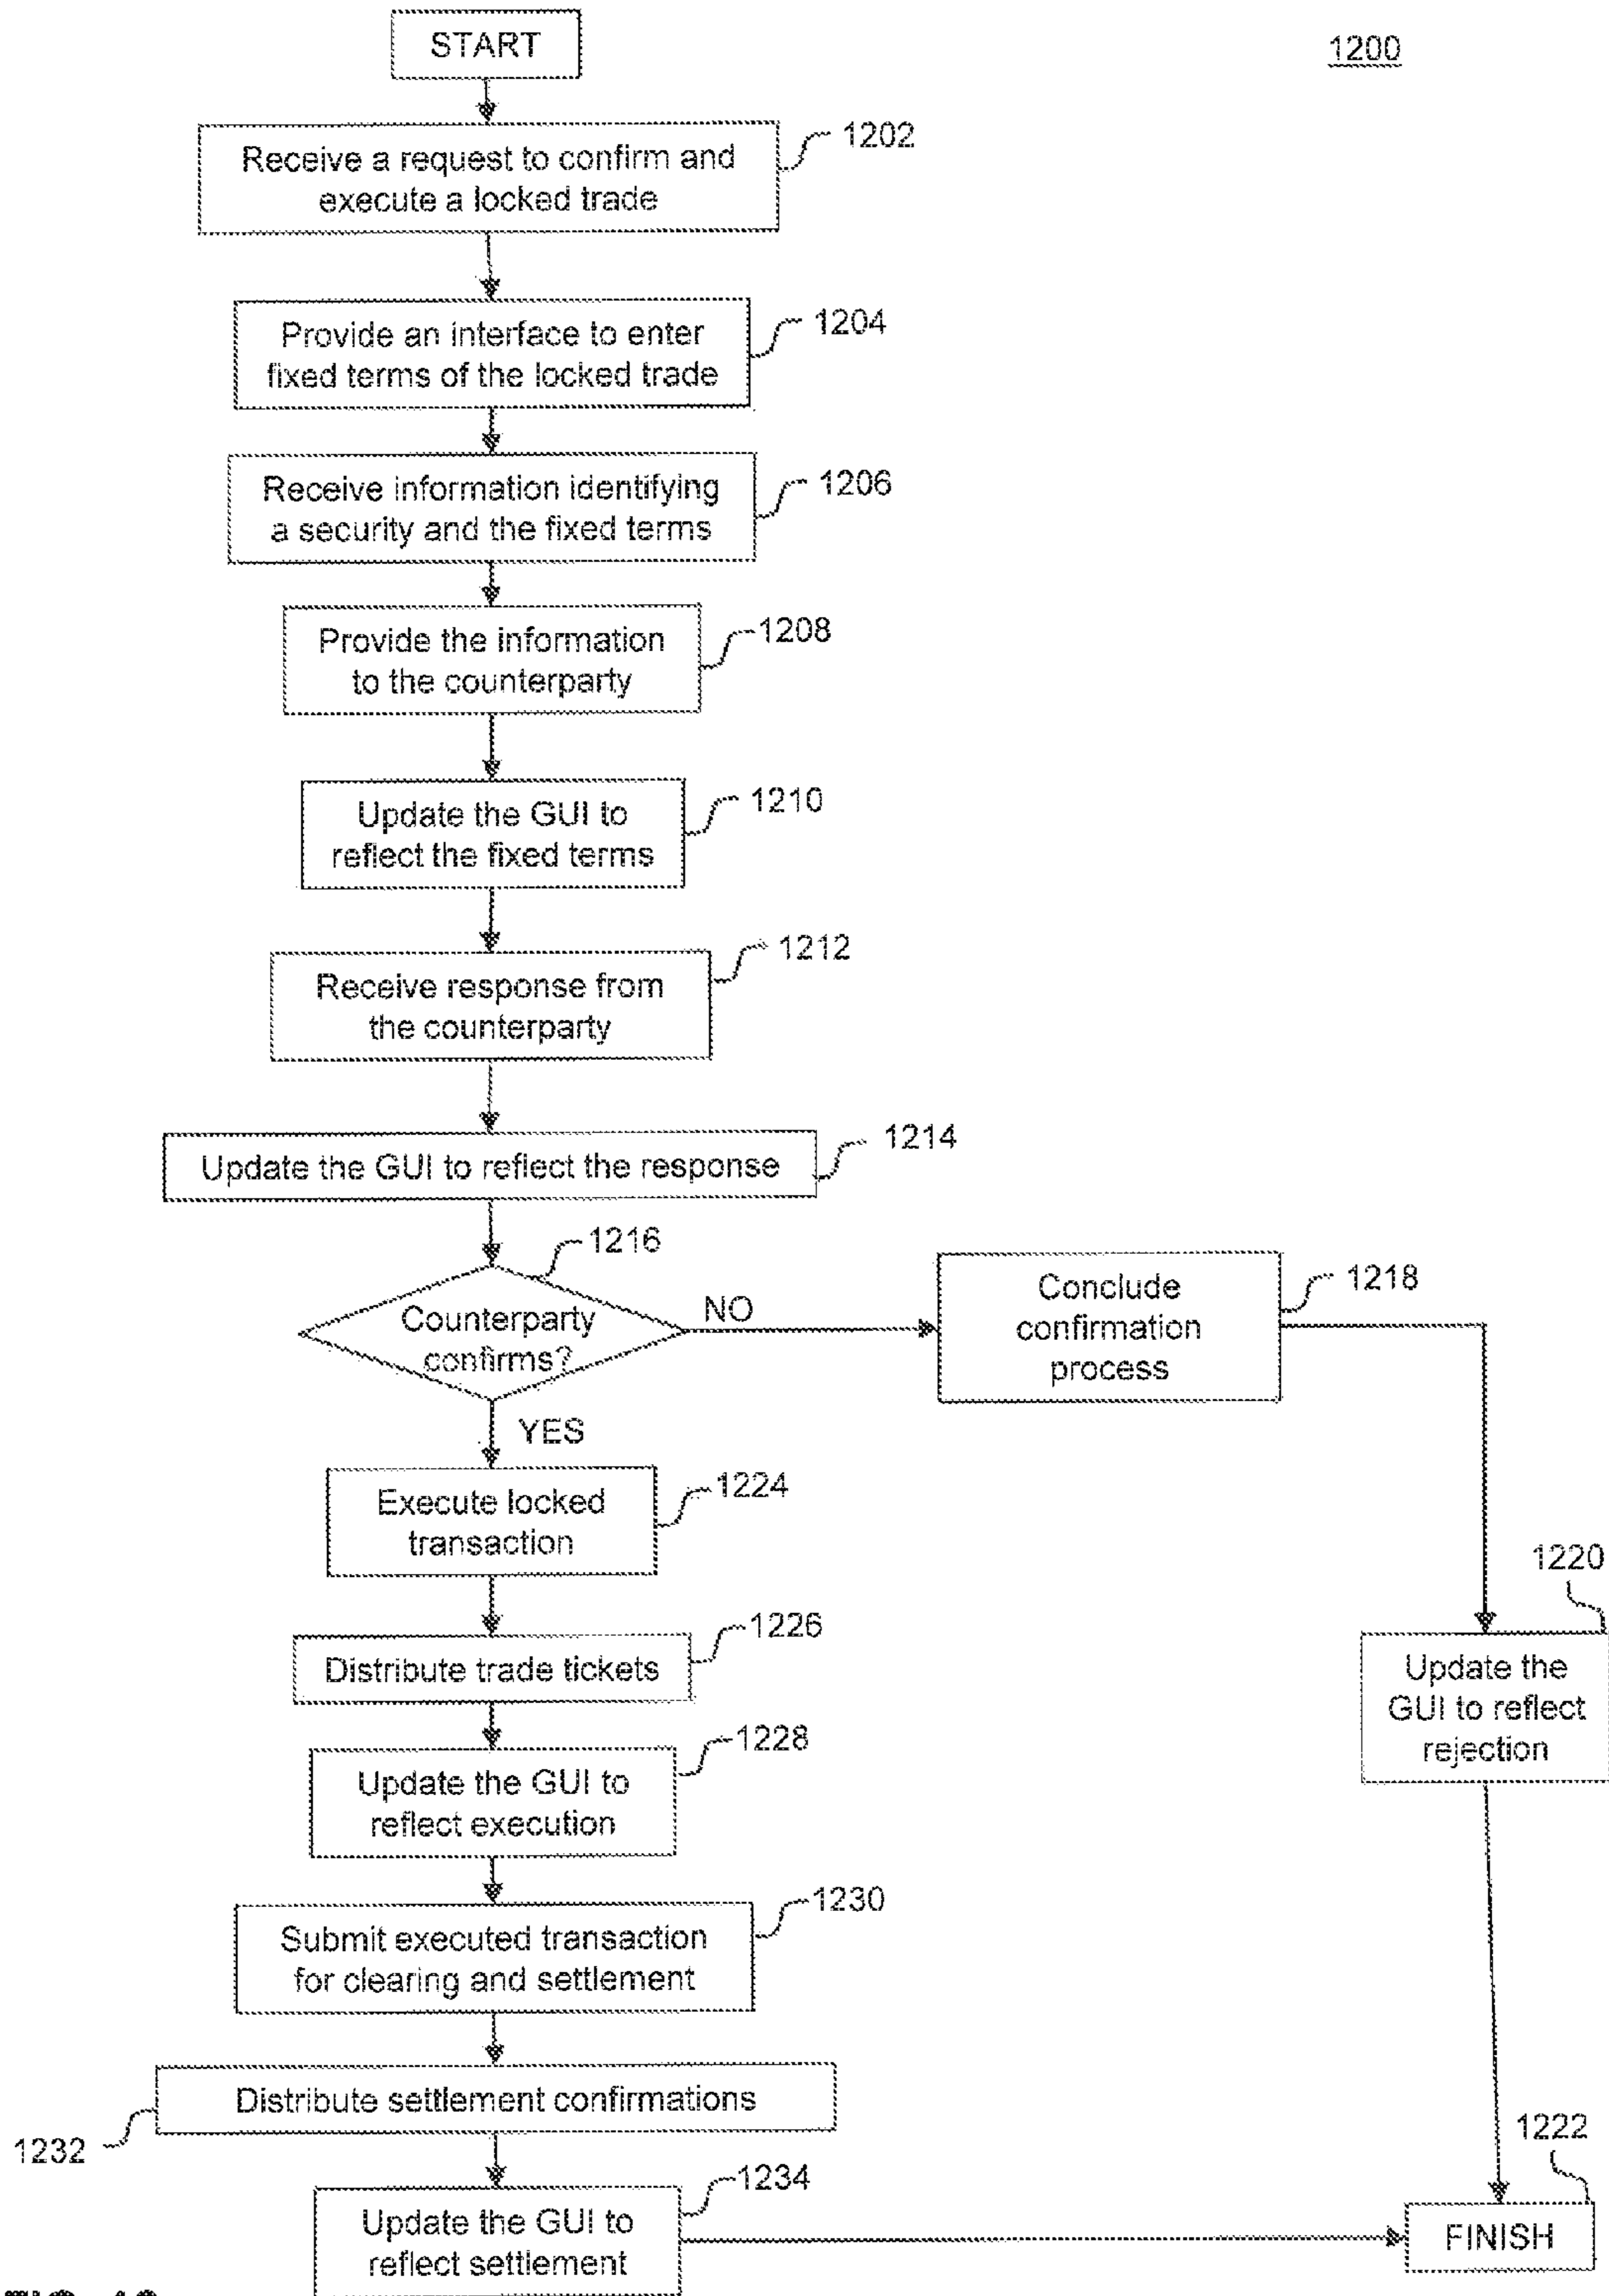 START
1200
Receive a request to confirm and
execute a locked trade
1202
Provide an interface to enter
fixed terms of the locked trade
1204
Receive information identifying
a security and the fixed terms
1206
Provide the information
to the counterparty
1208
Update the GUI to
reflect the fixed terms
1210
Receive response from
the counterparty
1212
Update the GUI to reflect the response
1214
1216
Counterparty
confirms?
NO
Conclude
confirmation
process
1218
YES
Execute locked
transaction
1224
1220
Update the
GUI to reflect
rejection
Distribute trade tickets
1226
Update the GUI to
reflect execution
1228
Submit executed transaction
for clearing and settlement
1230
Distribute settlement confirmations
1232
Update the GUI to
reflect settlement
1234
1222
FINISH